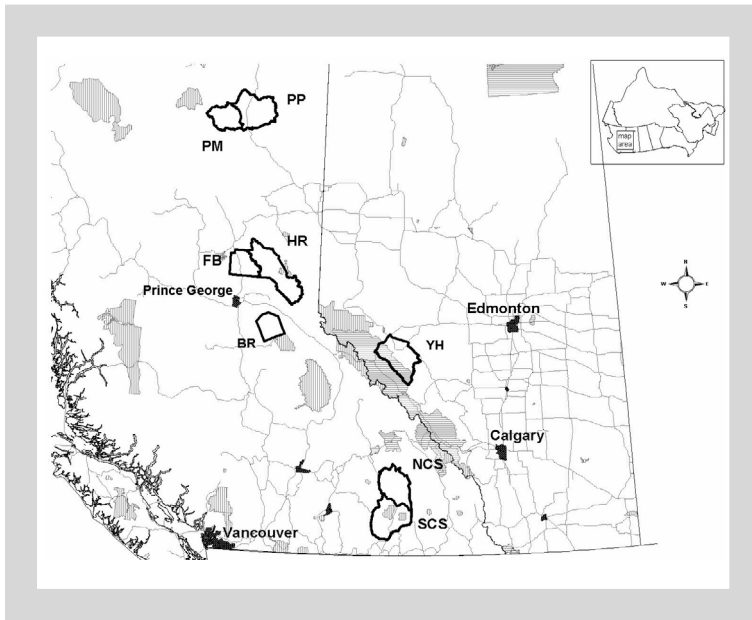 PP
PM
map
area
HR
FB
Prince George
BR
N
W
E
S
Edmonton
YH
Calgary
NCS
SCS
Vancouver